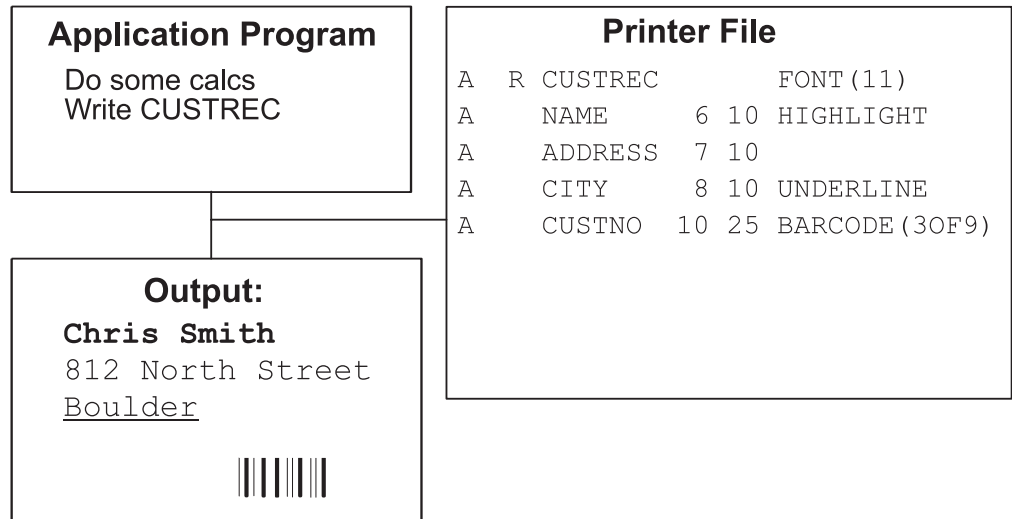 Application Program
Do some calcs
Write CUSTREC
Printer File
A R CUSTREC FONT(11)
A NAME 6 10 HIGHLIGHT
A ADDRESS 7 10
A CITY 8 10 UNDERLINE
A CUSTNO 10 25 BARCODE(3OF9)
Output:
Chris Smith
812 North Street
Boulder